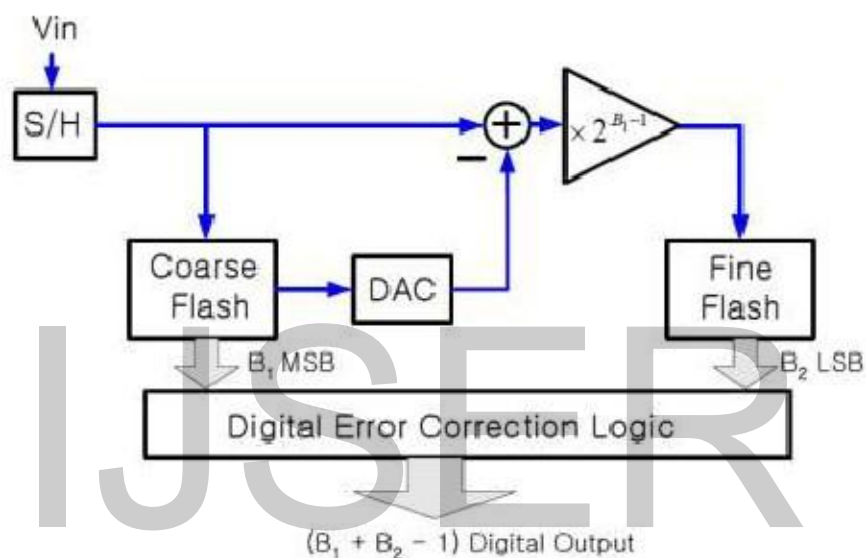 Vin
S/H
+
−
× 2^{B₁−1}
Coarse
Flash
DAC
Fine
Flash
B₁ MSB
B₂ LSB
Digital Error Correction Logic
(B₁ + B₂ − 1) Digital Output
IJSER